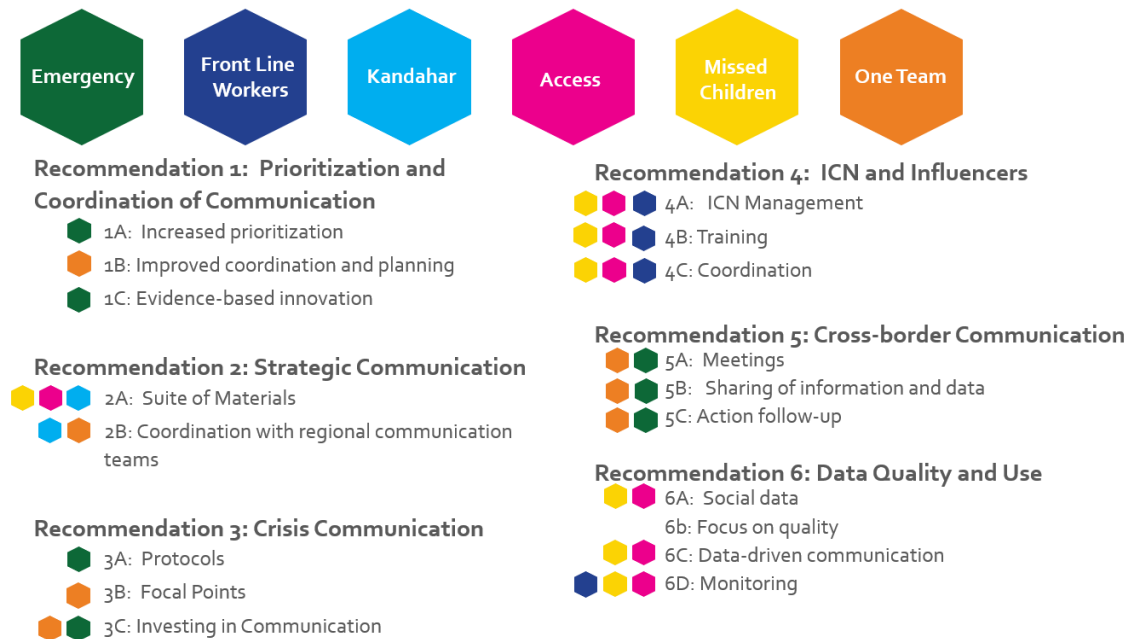 Emergency
Front Line
Workers
Kandahar
Access
Missed
Children
One Team
Recommendation 1:  Prioritization and
Coordination of Communication
1A:  Increased prioritization
1B: Improved coordination and planning
1C: Evidence-based innovation
Recommendation 2: Strategic Communication
2A:  Suite of Materials
2B: Coordination with regional communication
teams
Recommendation 3: Crisis Communication
3A:  Protocols
3B:  Focal Points
3C: Investing in Communication
Recommendation 4:  ICN and Influencers
4A:   ICN Management
4B: Training
4C: Coordination
Recommendation 5: Cross-border Communication
5A:  Meetings
5B:   Sharing of information and data
5C: Action follow-up
Recommendation 6: Data Quality and Use
6A:  Social data
6b: Focus on quality
6C: Data-driven communication
6D: Monitoring